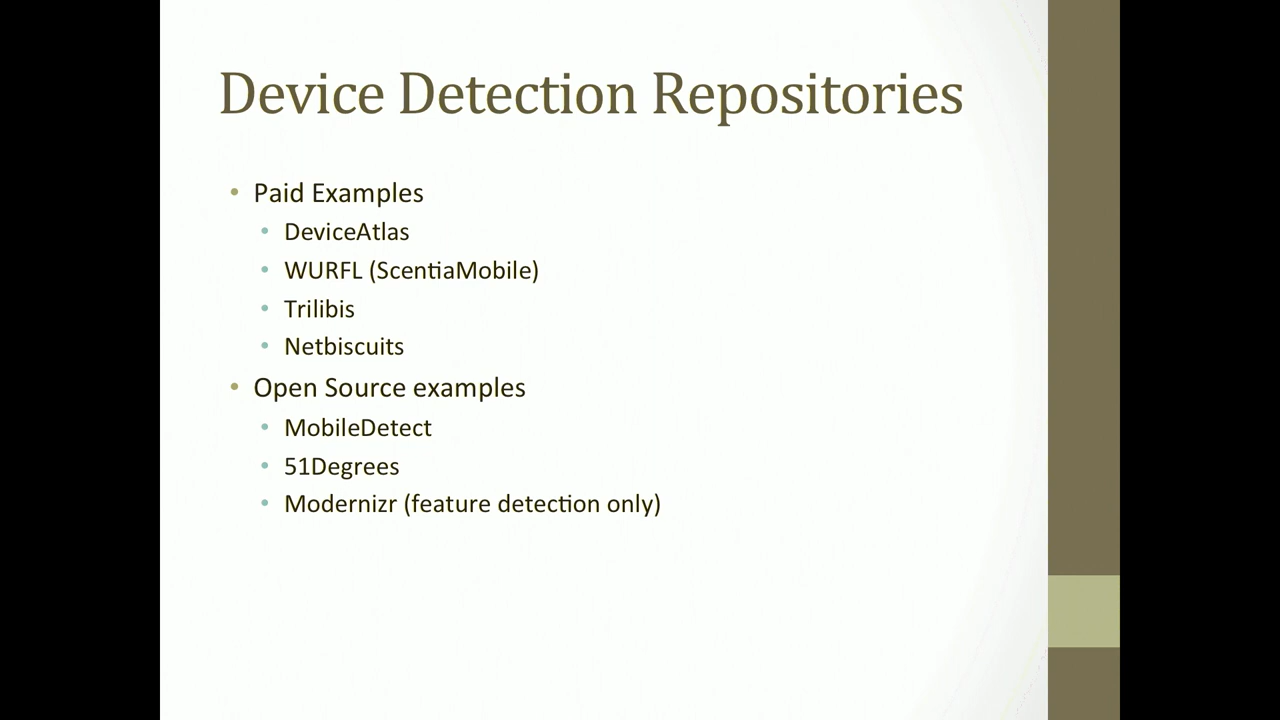 Device Detection Repositories
• Paid Examples
• DeviceAtlas
• WURFL (ScentiaMobile)
• Trilibis
• Netbiscuits
• Open Source examples
• MobileDetect
• 51Degrees
• Modernizr (feature detection only)